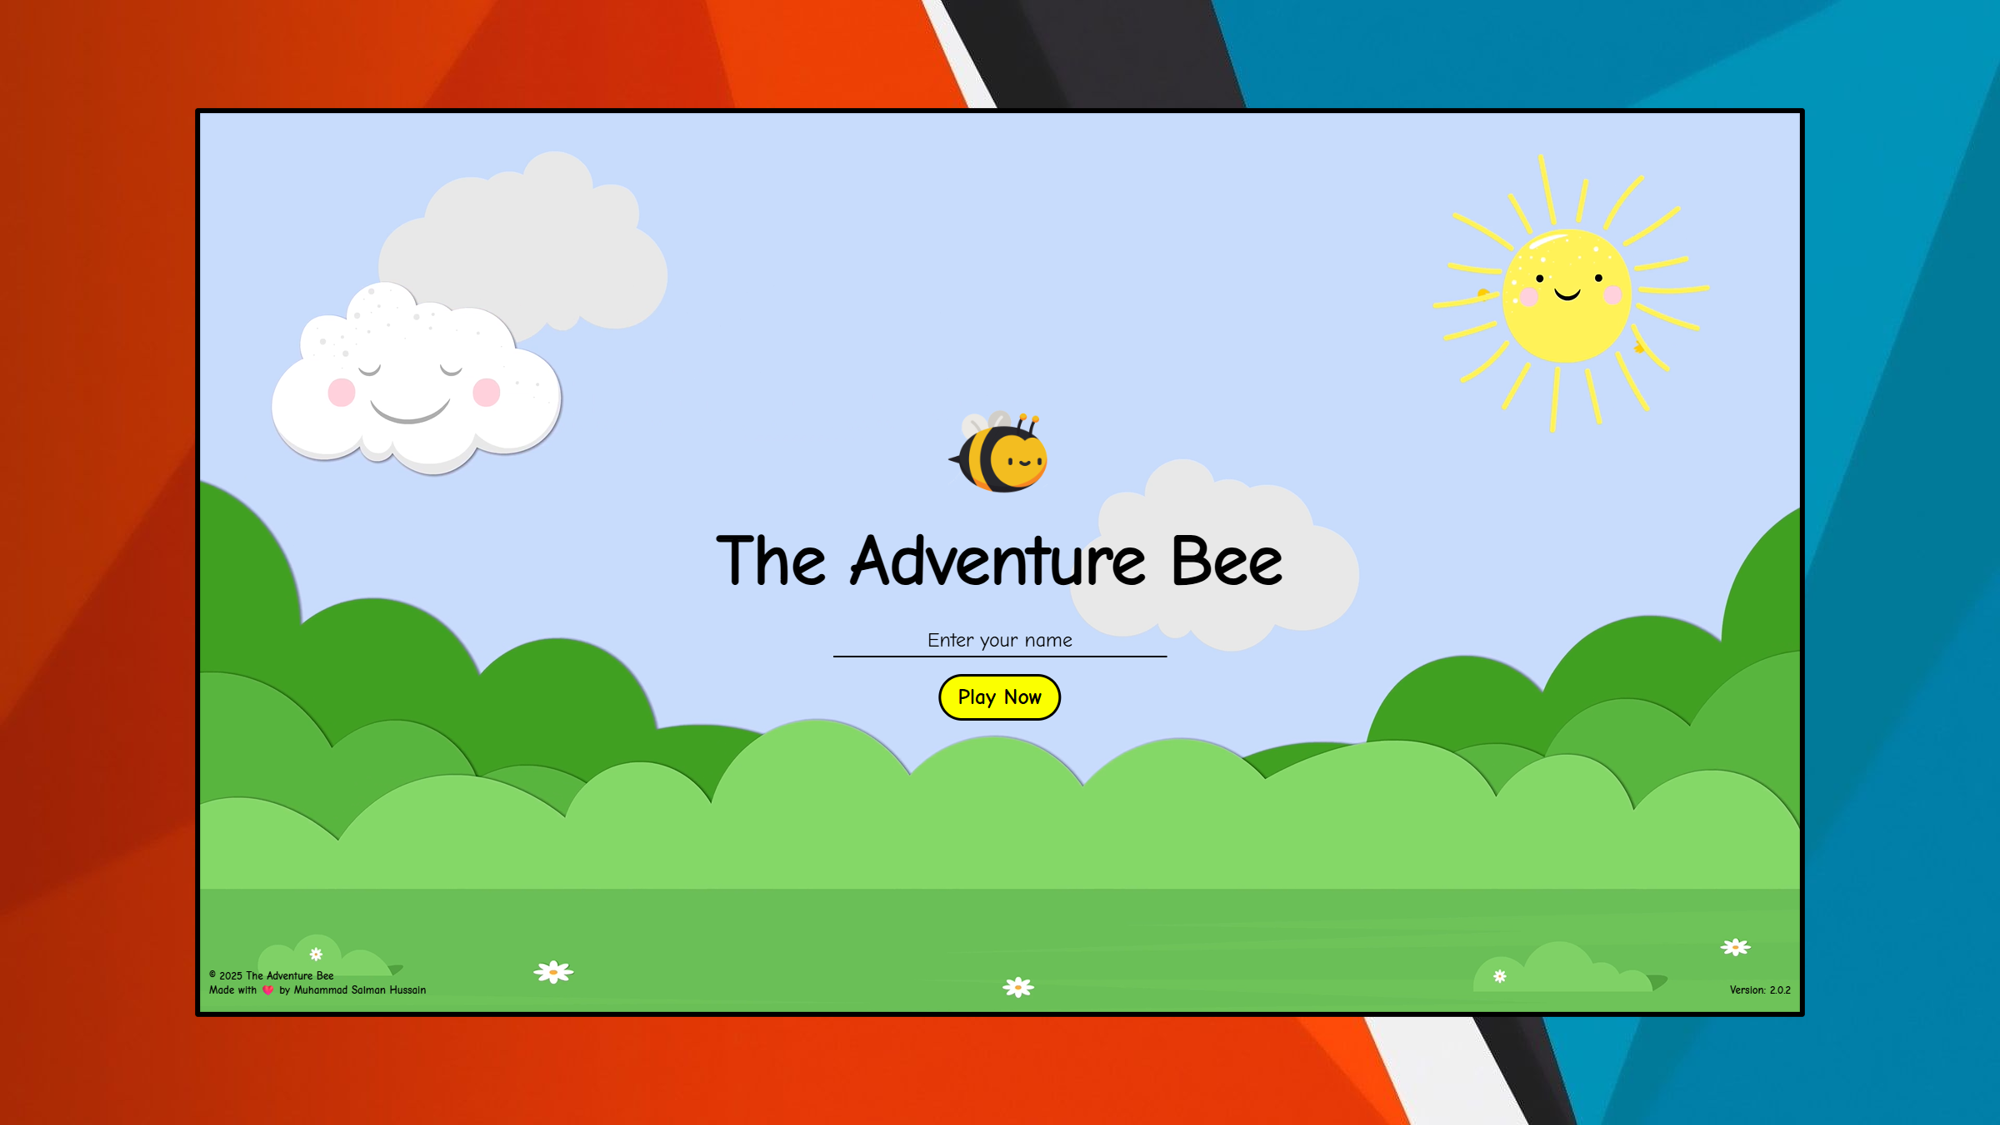 The Adventure Bee
Enter your name
Play Now
© 2025 The Adventure Bee
Made with ❤️ by Muhammad Salman Hussain
Version: 2.0.2